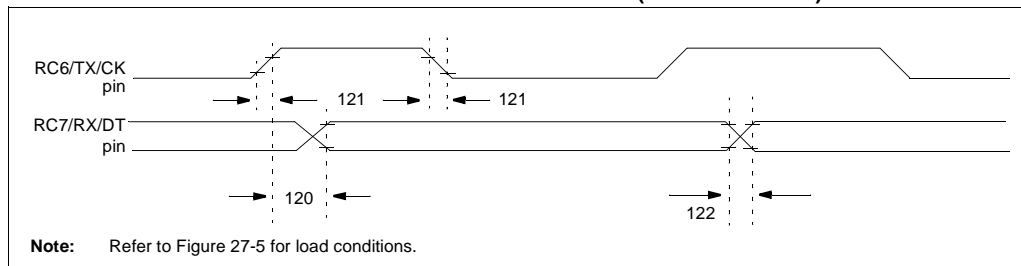 RC6/TX/CK
pin
121
121
RC7/RX/DT
pin
120
122
Note: Refer to Figure 27-5 for load conditions.